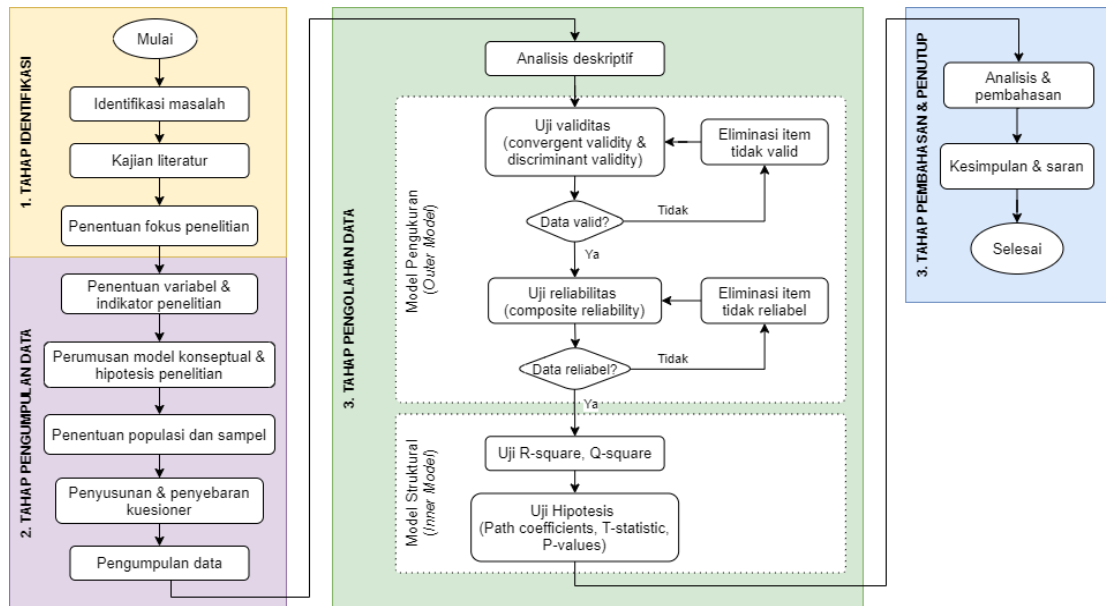 1. TAHAP IDENTIFIKASI
Mulai
Identifikasi masalah
Kajian literatur
Penentuan fokus penelitian
2. TAHAP PENGUMPULAN DATA
Penentuan variabel &
indikator penelitian
Perumusan model konseptual &
hipotesis penelitian
Penentuan populasi dan sampel
Penyusunan & penyebaran
kuesioner
Pengumpulan data
3. TAHAP PENGOLAHAN DATA
Analisis deskriptif
Model Pengukuran
(Outer Model)
Uji validitas
(convergent validity &
discriminant validity)
Eliminasi item
tidak valid
Data valid?
Tidak
Ya
Uji reliabilitas
(composite reliability)
Eliminasi item
tidak reliabel
Data reliabel?
Tidak
Ya
Model Struktural
(Inner Model)
Uji R-square, Q-square
Uji Hipotesis
(Path coefficients, T-statistic,
P-values)
3. TAHAP PEMBAHASAN & PENUTUP
Analisis &
pembahasan
Kesimpulan & saran
Selesai